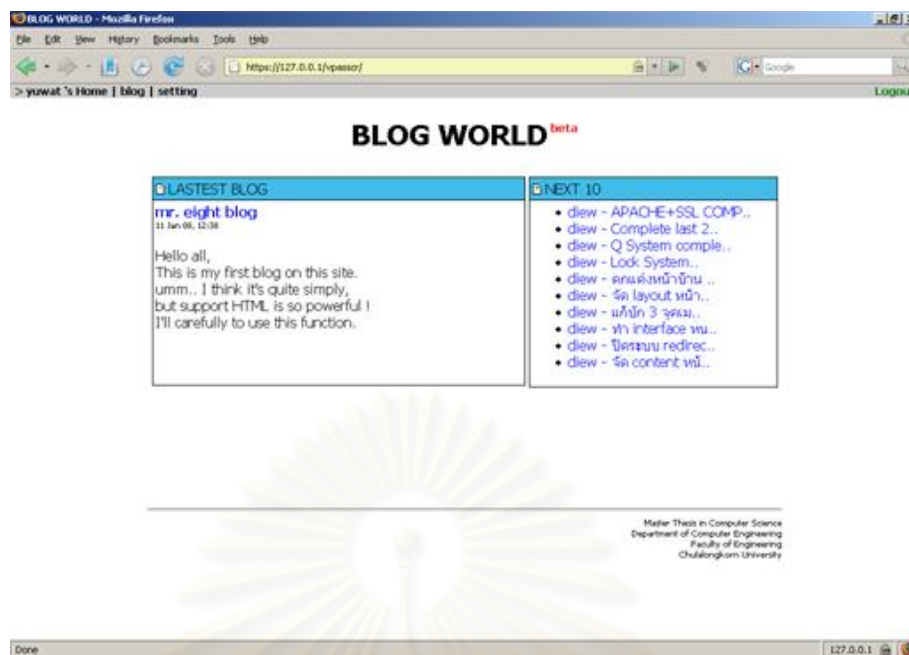 BLOG WORLD - Mozilla Firefox
File Edit View History Bookmarks Tools Help
https://127.0.0.1/vpassor/
Google
> yuwat 's Home | blog | setting
Logou
BLOG WORLD beta
LASTEST BLOG
mr. eight blog
11 Jan 08, 12:38
Hello all,
This is my first blog on this site.
umm.. I think it's quite simply,
but support HTML is so powerful !
I'll carefully to use this function.
NEXT 10
diew - APACHE+SSL COMP..
diew - Complete last 2..
diew - Q System comple..
diew - Lock System..
diew - ตกแต่งหน้าบ้าน ..
diew - จัด layout หน้า..
diew - แก้บัก 3 จุดเม..
diew - ทำ interface หน..
diew - ปิดระบบ redirec..
diew - จัด content หน้..
Master Thesis in Computer Science
Department of Computer Engineering
Faculty of Engineering
Chulalongkorn University
Done
127.0.0.1